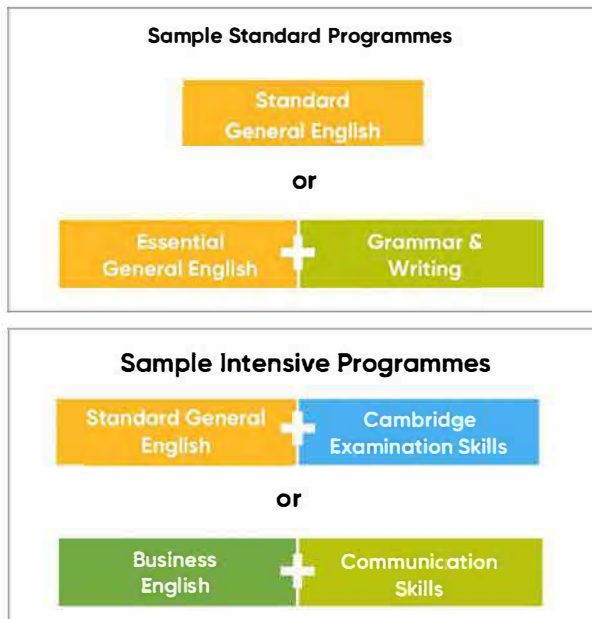 Sample Standard Programmes
Standard
General English
or
Essential
General English
+
Grammar &
Writing
Sample Intensive Programmes
Standard General
English
+
Cambridge
Examination Skills
or
Business
English
+
Communication
Skills